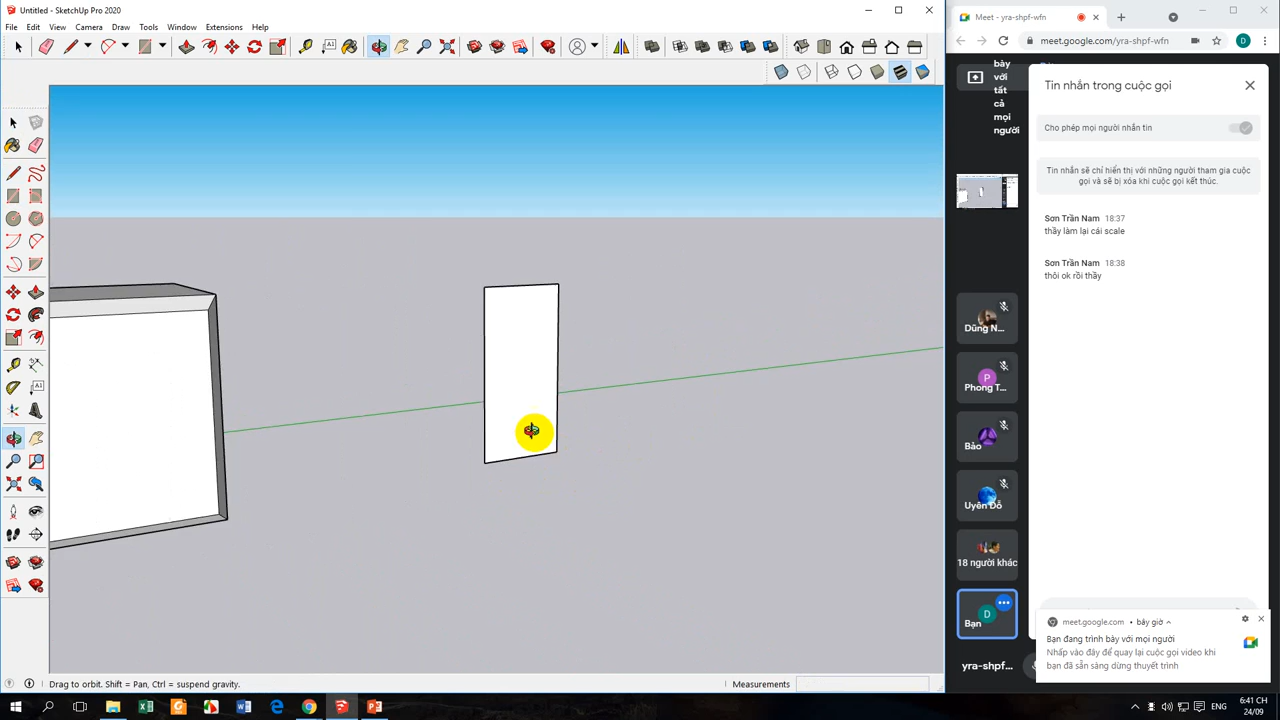 Untitled - SketchUp Pro 2020
File Edit View Camera Draw Tools Window Extensions Help
A1
A1
Drag to orbit. Shift = Pan, Ctrl = suspend gravity.
Measurements
Meet - yra-shpf-wfn
meet.google.com/yra-shpf-wfn
D
bày
với
tất
cả
mọi
người
Tin nhắn trong cuộc gọi
Cho phép mọi người nhắn tin
Tin nhắn sẽ chỉ hiển thị với những người tham gia cuộc
gọi và sẽ bị xóa khi cuộc gọi kết thúc.
Sơn Trần Nam 18:37
thầy làm lại cái scale
Sơn Trần Nam 18:38
thôi ok rồi thầy
Dũng N...
P
Phong T...
Bảo
Uyên Đỗ
18 người khác
D
Bạn
yra-shpf...
meet.google.com • bây giờ
Bạn đang trình bày với mọi người
Nhấp vào đây để quay lại cuộc gọi video khi
bạn đã sẵn sàng dừng thuyết trình
ENG
6:41 CH
24/09